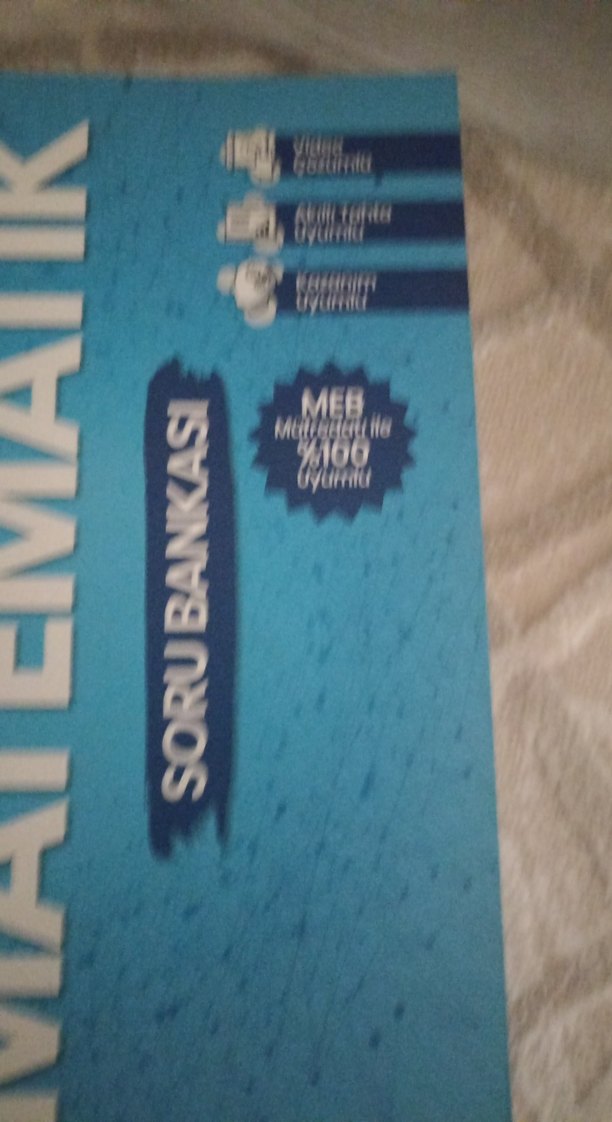 MATEMATİK
SORU BANKASI
Video
Çözümlü
Akıllı Tahta
Uyumlu
Kazanım
Uyumlu
MEB
Müfredatı ile
%100
Uyumlu